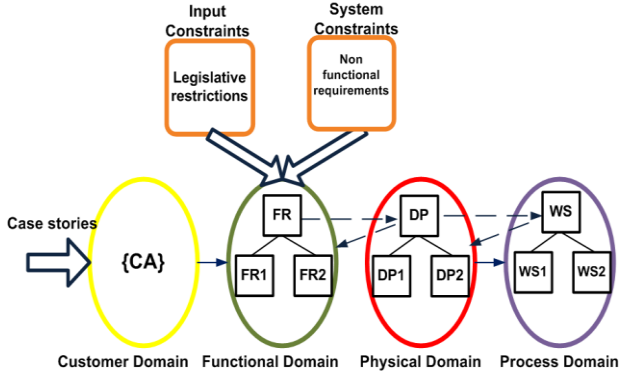 Input
Constraints
System
Constraints
Legislative
restrictions
Non
functional
requirements
Case stories
{CA}
FR
FR1
FR2
DP
DP1
DP2
WS
WS1
WS2
Customer Domain
Functional Domain
Physical Domain
Process Domain